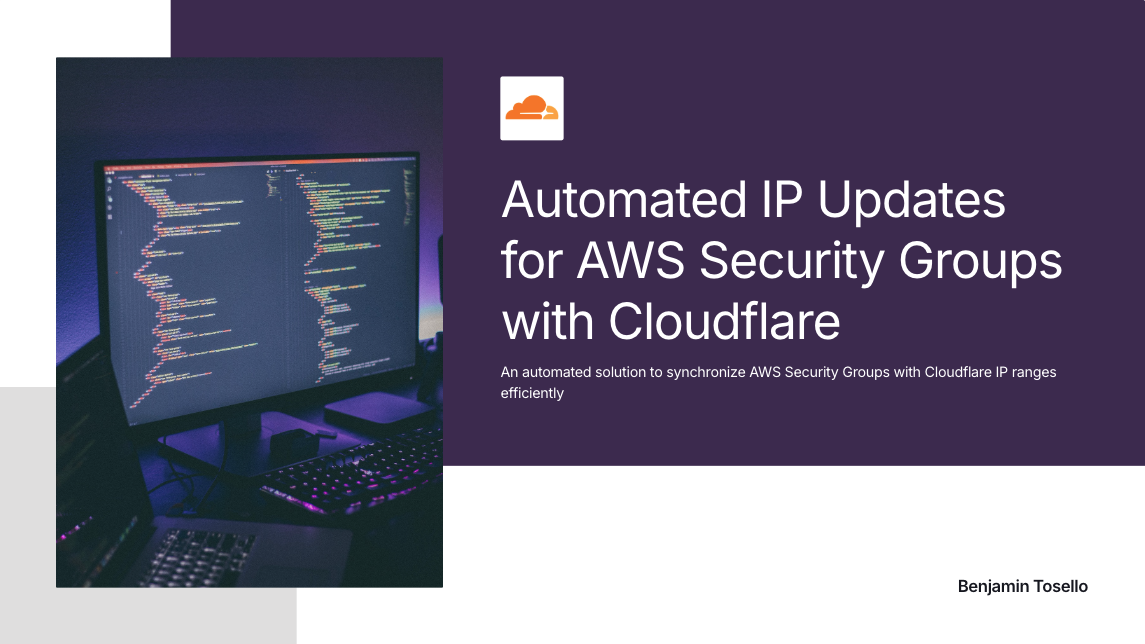 Automated IP Updates
for AWS Security Groups
with Cloudflare
An automated solution to synchronize AWS Security Groups with Cloudflare IP ranges
efficiently
Benjamin Tosello